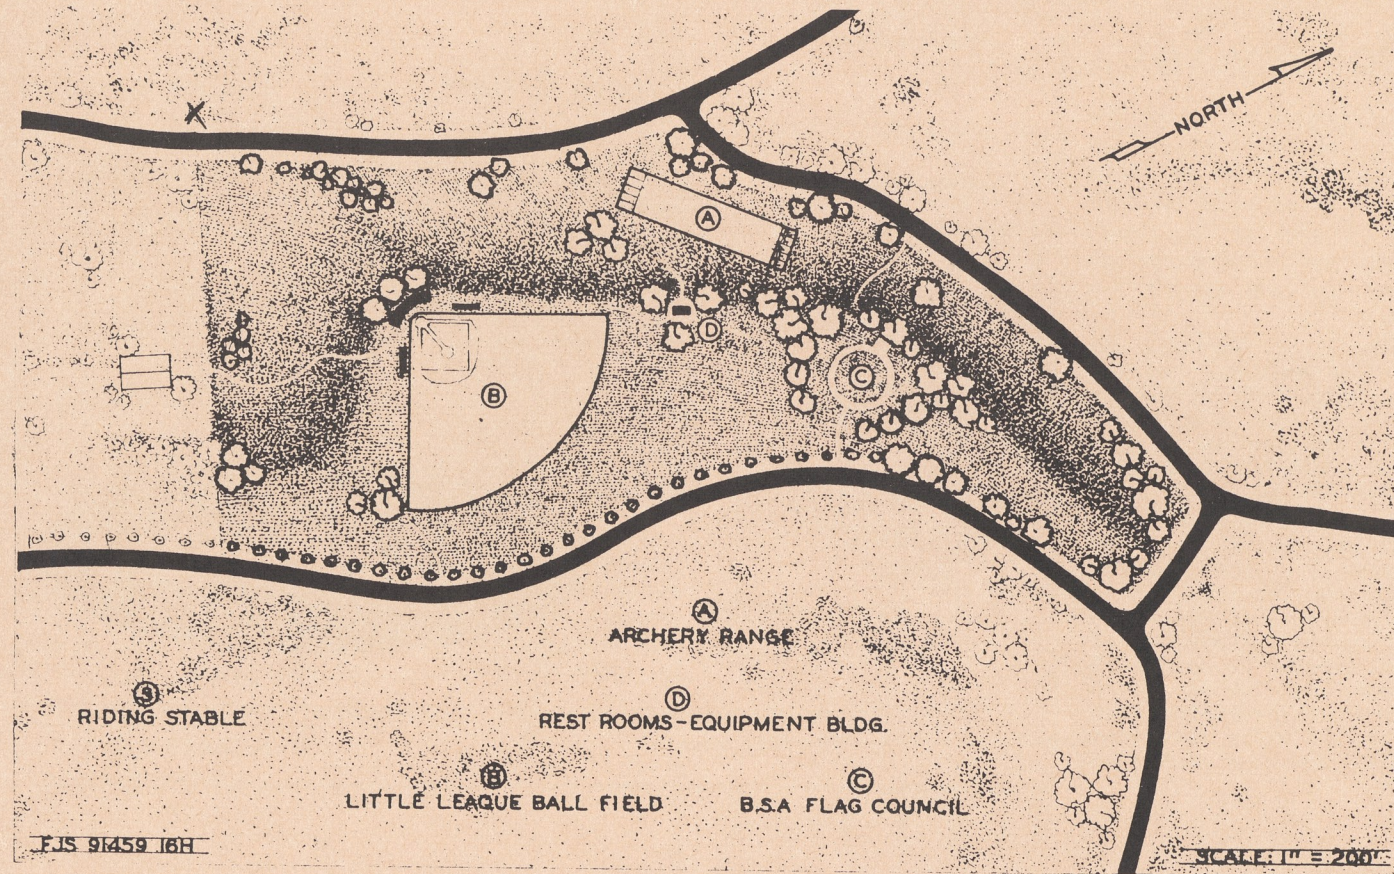 X
NORTH
A
B
C
D
A
ARCHERY RANGE
S
RIDING STABLE
D
REST ROOMS-EQUIPMENT BLDG.
B
LITTLE LEAGUE BALL FIELD
C
B.S.A FLAG COUNCIL
FJS 91459 16H
SCALE: 1" = 200'